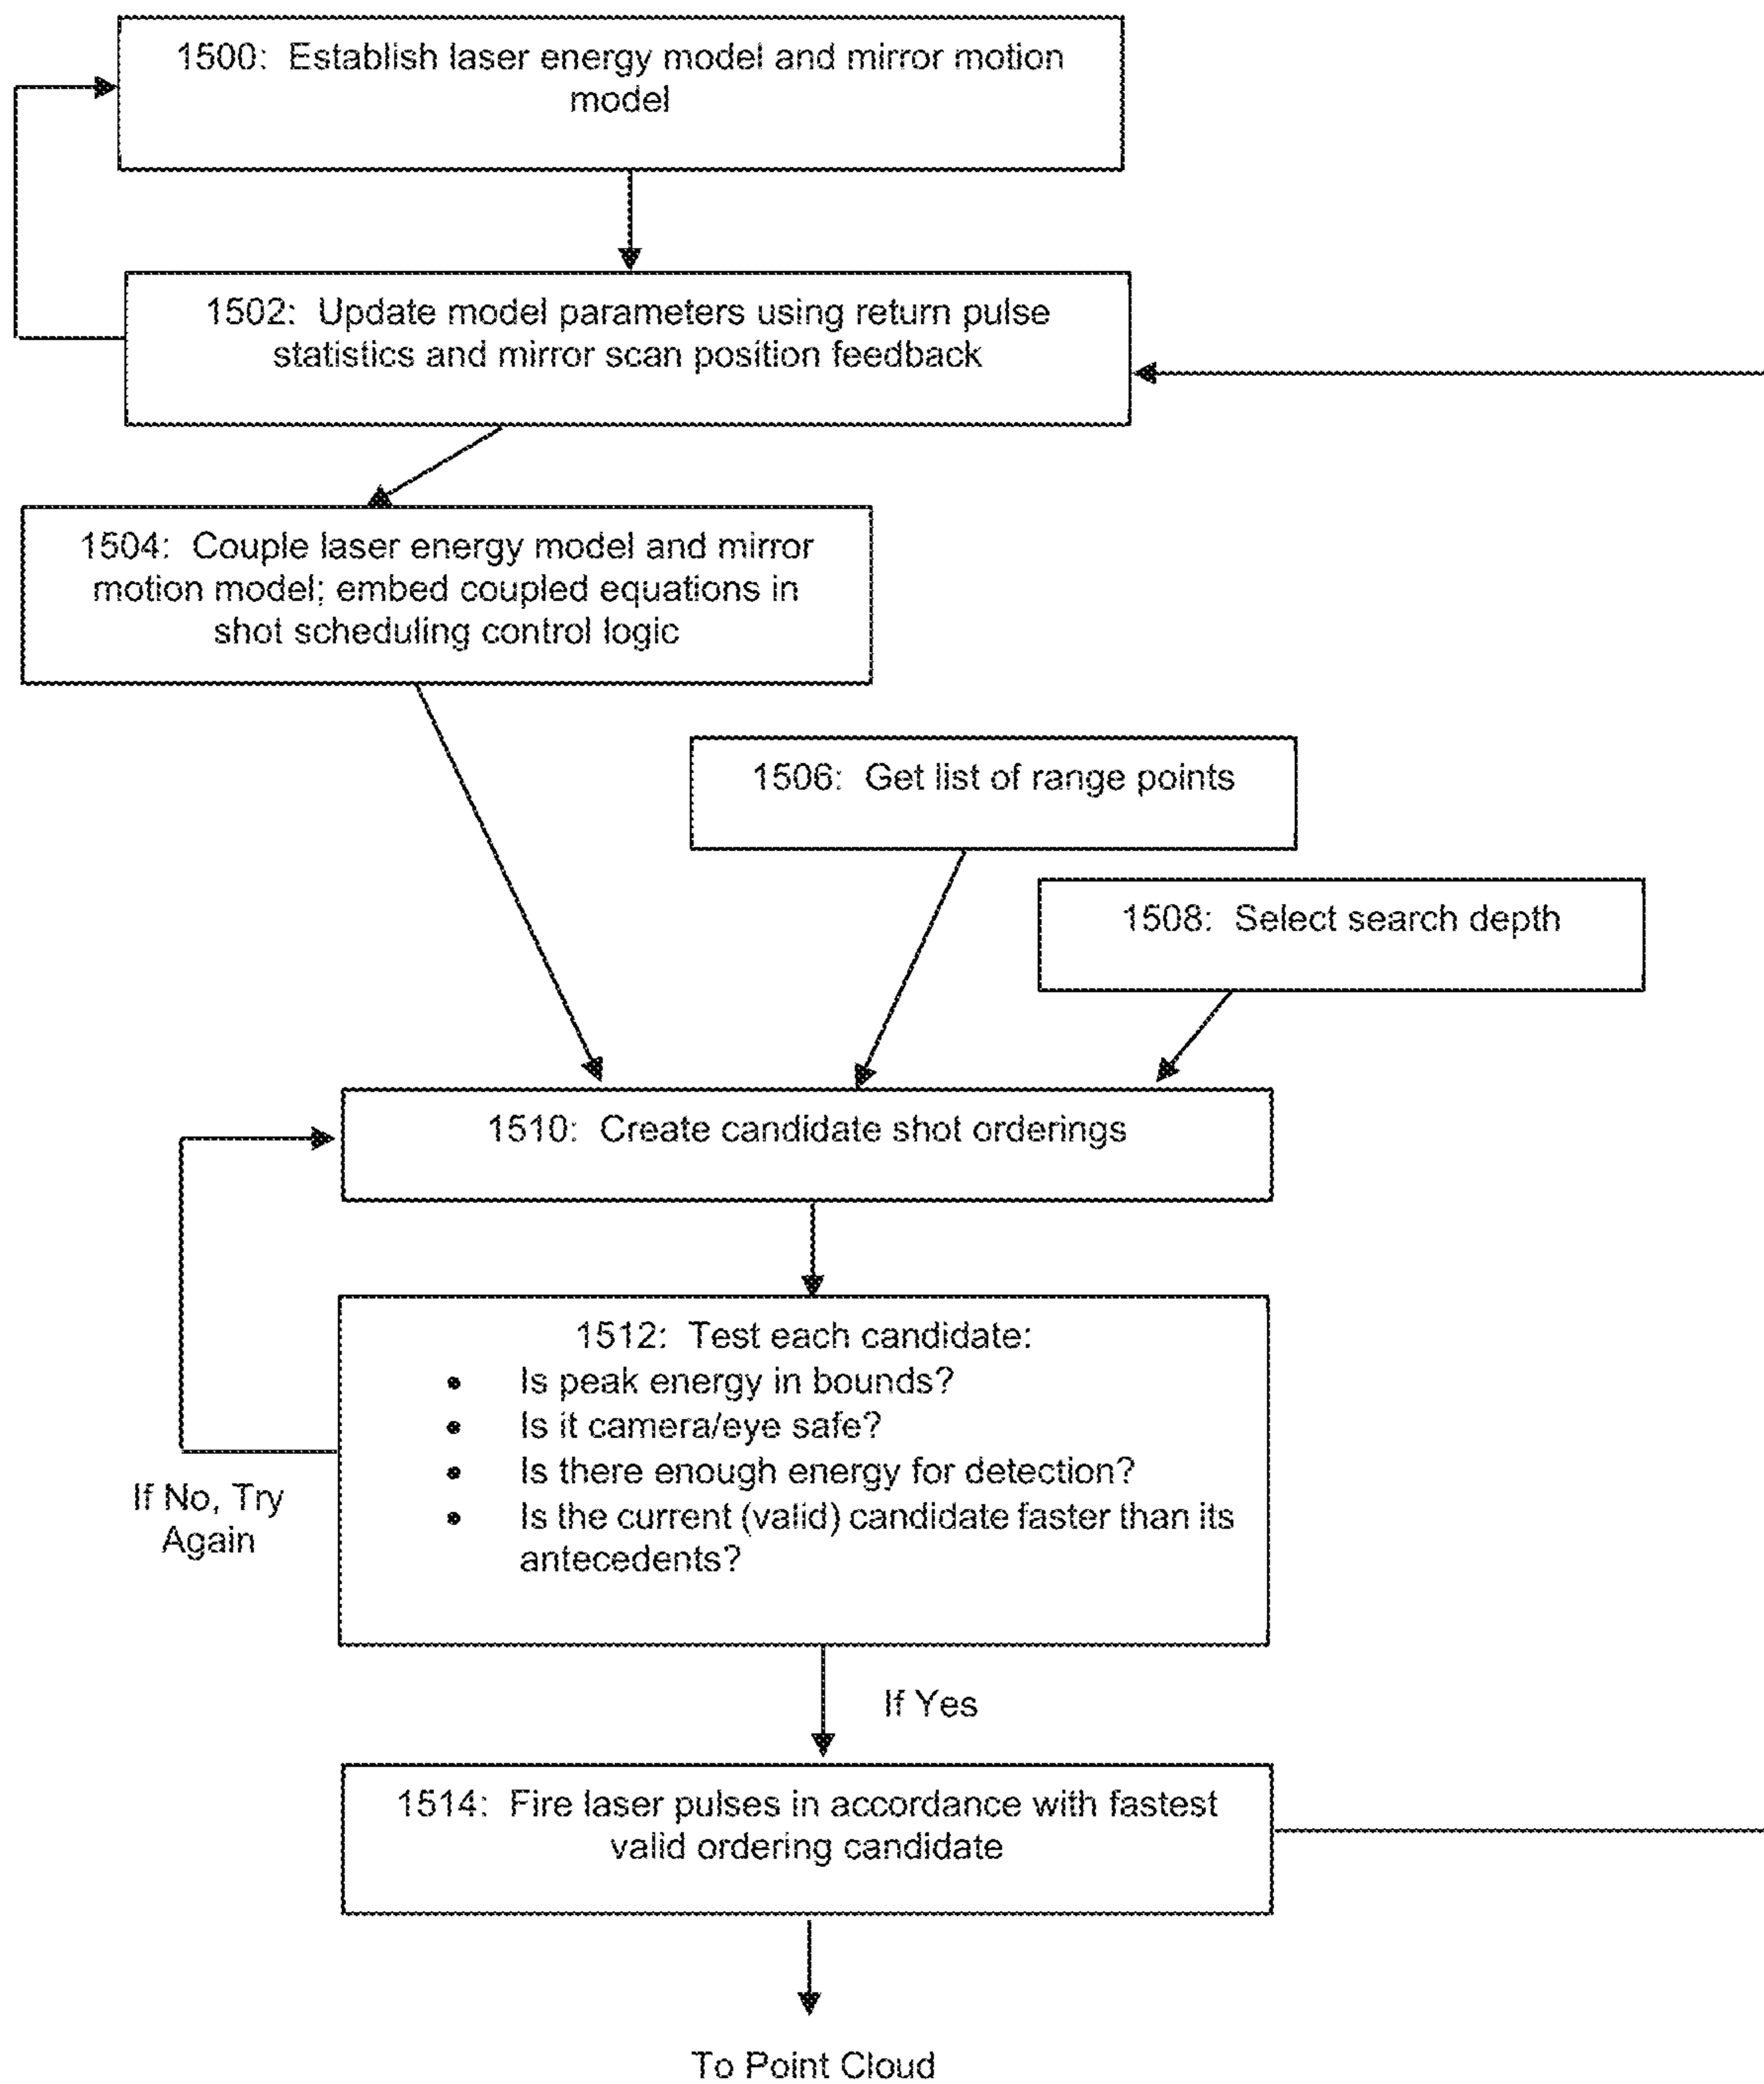 1500: Establish laser energy model and mirror motion
model
1502: Update model parameters using return pulse
statistics and mirror scan position feedback
1504: Couple laser energy model and mirror
motion model; embed coupled equations in
shot scheduling control logic
1506: Get list of range points
1508: Select search depth
1510: Create candidate shot orderings
1512: Test each candidate:
• Is peak energy in bounds?
• Is it camera/eye safe?
• Is there enough energy for detection?
• Is the current (valid) candidate faster than its
antecedents?
If No, Try
Again
If Yes
1514: Fire laser pulses in accordance with fastest
valid ordering candidate
To Point Cloud